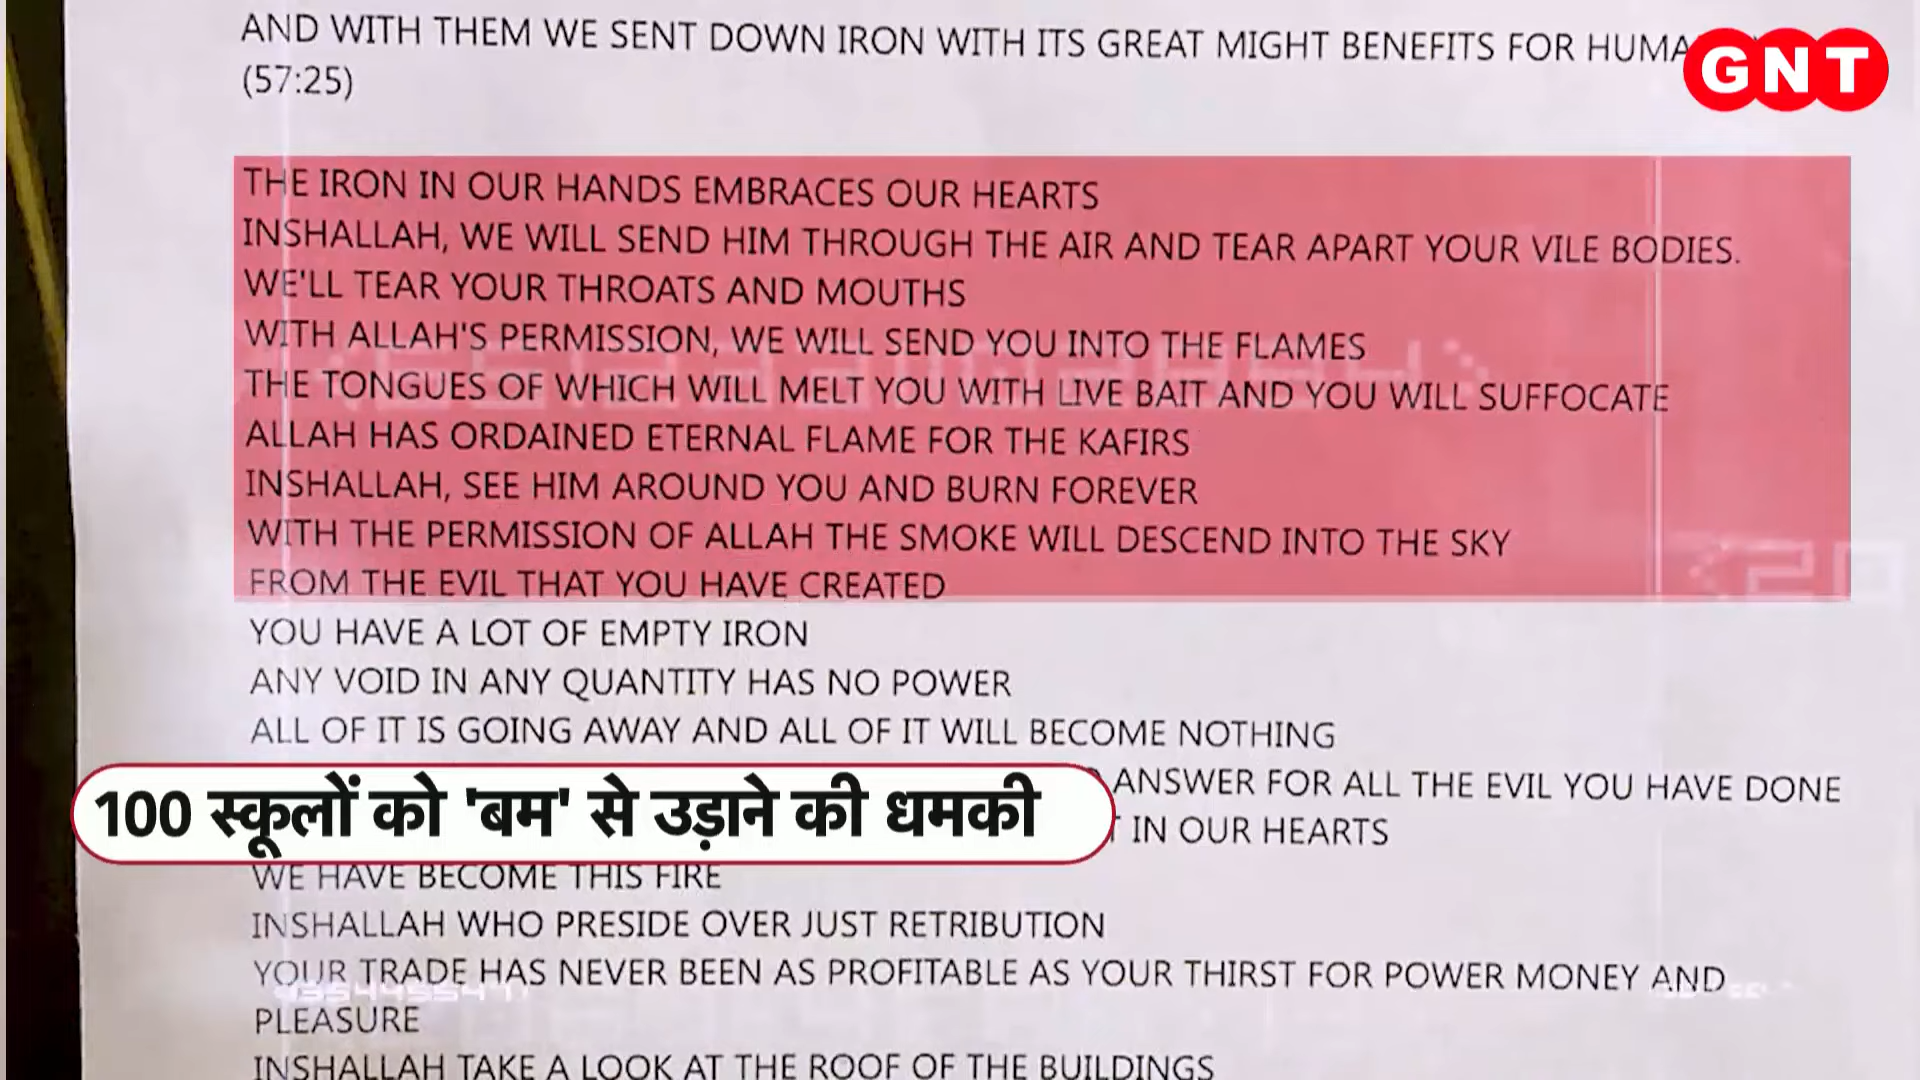 AND WITH THEM WE SENT DOWN IRON WITH ITS GREAT MIGHT BENEFITS FOR
GNT
(57:25)
THE IRON IN OUR HANDS EMBRACES OUR HEARTS
INSHALLAH, WE WILL SEND HIM THROUGH THE AIR AND TEAR APART YOUR VILE BODIES.
WE'LL TEAR YOUR THROATS AND MOUTHS
WITH ALLAH'S PERMISSION, WE WILL SEND YOU INTO THE FLAMES
THE TONGUES OF WHICH WILL MELT YOU WITH LIVE BAIT AND YOU WILL SUFFOCATE
ALLAH HAS ORDAINED ETERNAL FLAME FOR THE KAFIRS
INSHALLAH, SEE HIM AROUND YOU AND BURN FOREVER
WITH THE PERMISSION OF ALLAH THE SMOKE WILL DESCEND INTO THE SKY
FROM THE EVIL THAT YOU HAVE CREATED
YOU HAVE A LOT OF EMPTY IRON
ANY VOID IN ANY QUANTITY HAS NO POWER
ALL OF IT IS GOING AWAY AND ALL OF IT WILL BECOME NOTHING
ANSWER FOR ALL THE EVIL YOU HAVE DONE
100 स्कूलों को 'बम' से उड़ाने की धमकी
IN OUR HEARTS
WE HAVE BECOME THIS FIRE
INSHALLAH WHO PRESIDE OVER JUST RETRIBUTION
YOUR TRADE HAS NEVER BEEN AS PROFITABLE AS YOUR THIRST FOR POWER MONEY AND
PLEASURE
INSHALLAH TAKE A LOOK AT THE ROOF OF THE BUILDINGS